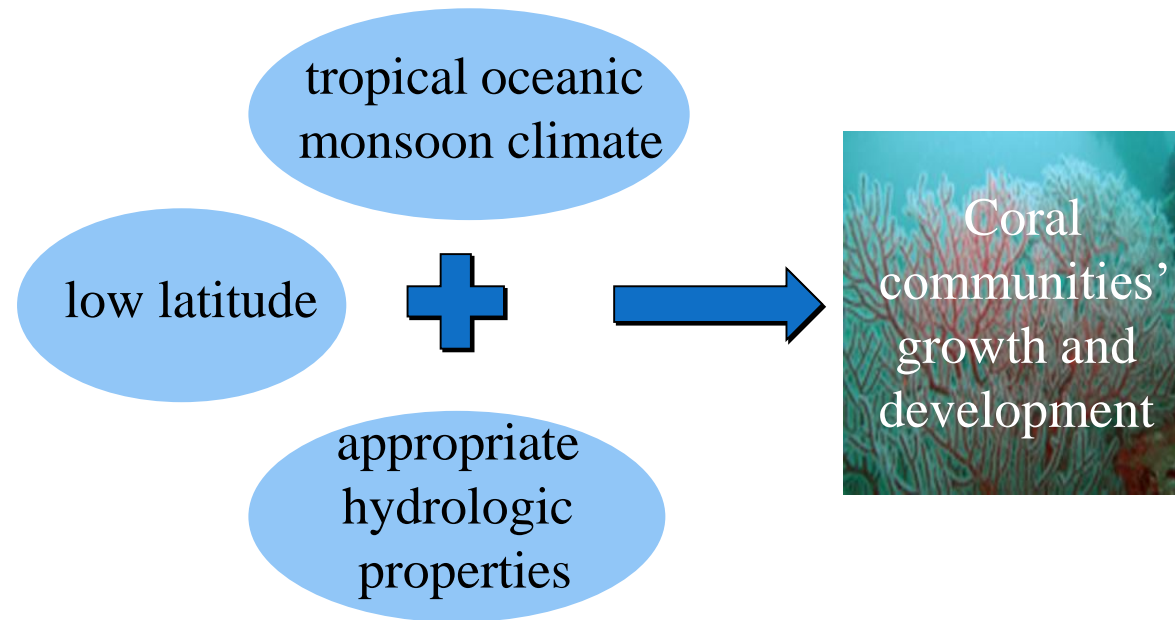 tropical oceanic
monsoon climate
low latitude
appropriate
hydrologic
properties
Coral
communities’
growth and
development